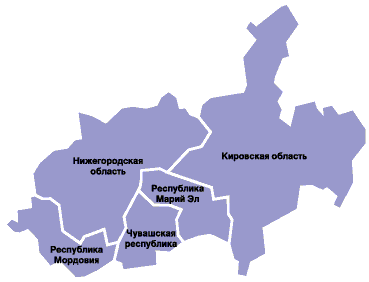 Нижегородская
область
Кировская область
Республика
Марий Эл
Чувашская
республика
Республика
Мордовия